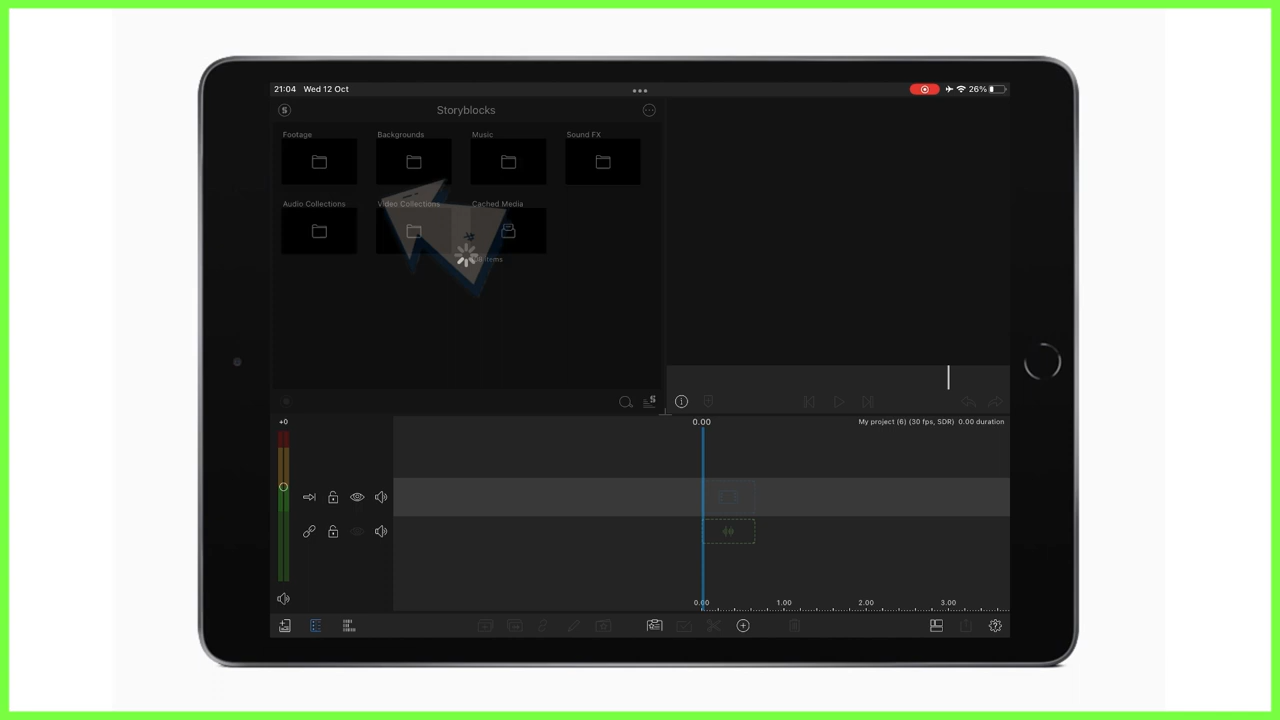 21:04 Wed 12 Oct
26%
Storyblocks
Footage
Backgrounds
Music
Sound FX
Audio Collections
Video Collections
Cached Media
Items
+0
0.00
My project (6) (30 fps, SDR) 0.00 duration
0.00
1.00
2.00
3.00